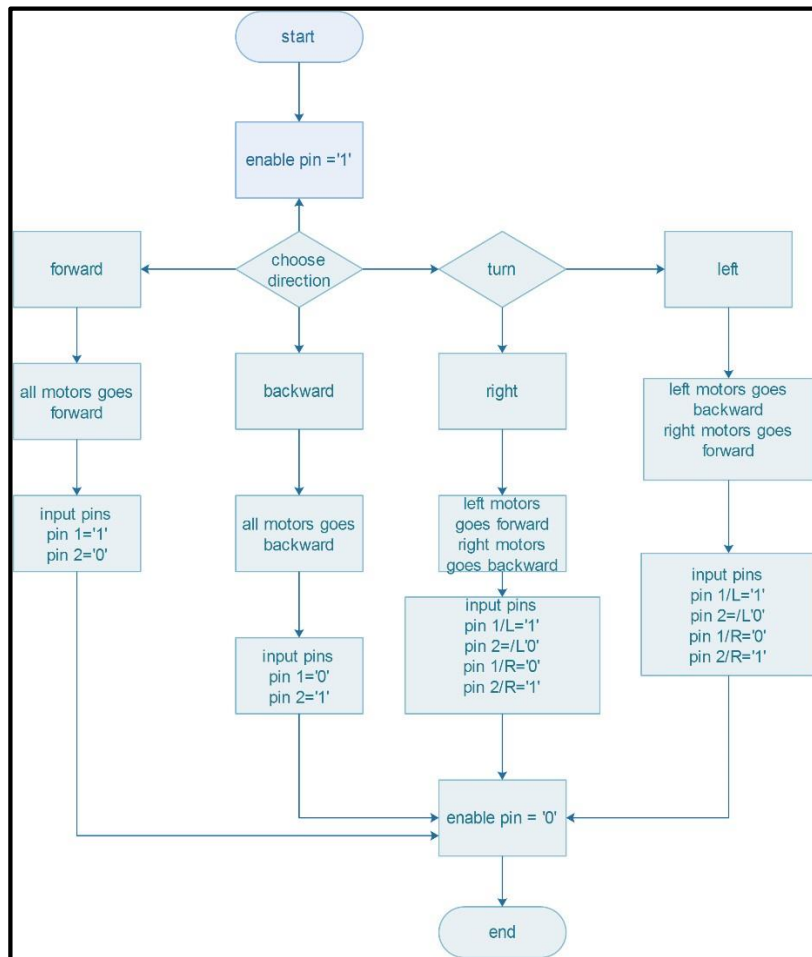 start
enable pin ='1'
forward
choose
direction
turn
left
all motors goes
forward
backward
right
left motors goes
backward
right motors goes
forward
input pins
pin 1='1'
pin 2='0'
all motors goes
backward
left motors
goes forward
right motors
goes backward
input pins
pin 1/L='1'
pin 2=/L'0'
pin 1/R='0'
pin 2/R='1'
input pins
pin 1/L='1'
pin 2=/L'0'
pin 1/R='0'
pin 2/R='1'
input pins
pin 1='0'
pin 2='1'
enable pin = '0'
end